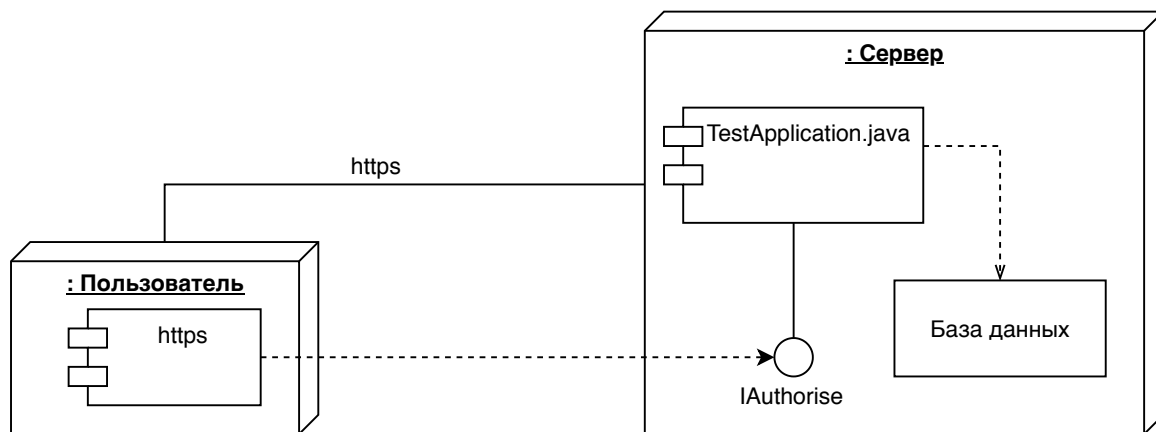 : Сервер
TestApplication.java
https
: Пользователь
https
База данных
IAuthorise